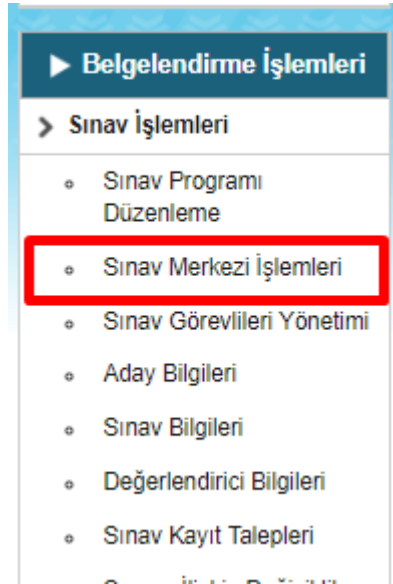 Belgelendirme İşlemleri
Sınav İşlemleri
Sınav Programı
Düzenleme
Sınav Merkezi İşlemleri
Sınav Görevlileri Yönetimi
Aday Bilgileri
Sınav Bilgileri
Değerlendirici Bilgileri
Sınav Kayıt Talepleri